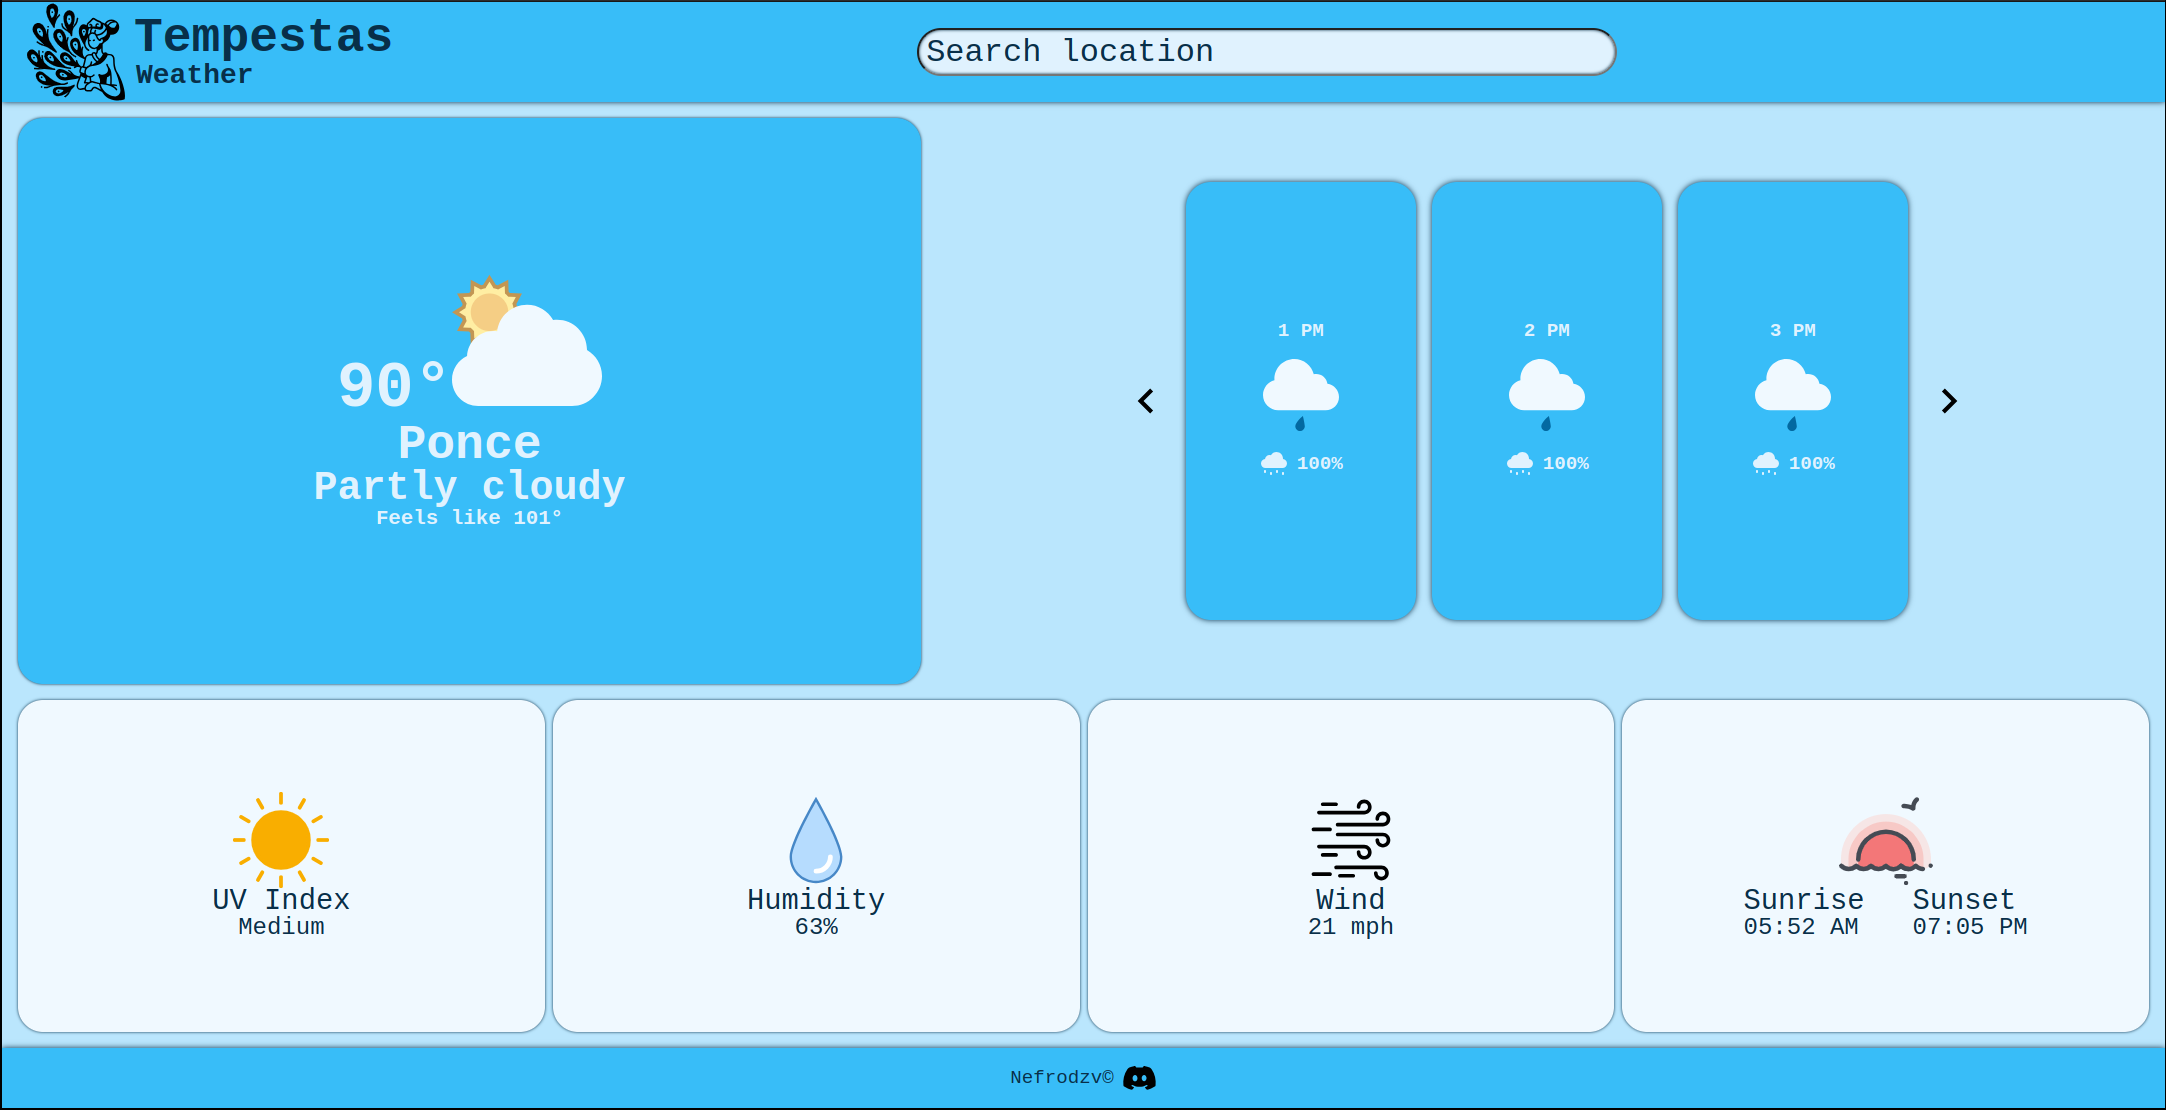 Tempestas
Weather
Search location
90°
Ponce
Partly cloudy
Feels like 101°
1 PM
100%
2 PM
100%
3 PM
100%
UV Index
Medium
Humidity
63%
Wind
21 mph
Sunrise
05:52 AM
Sunset
07:05 PM
Nefrodzv©